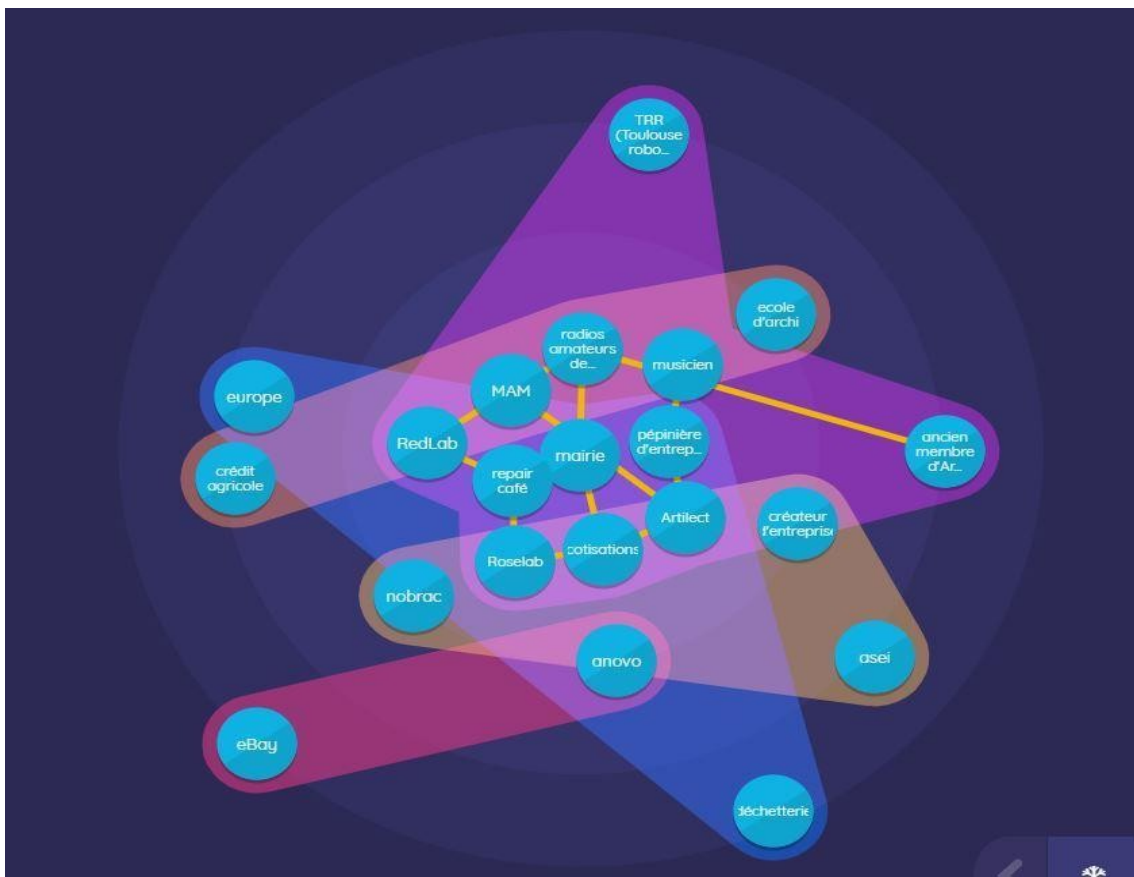 TRR
(Toulouse
robo...
ecole
d'archi
radios
amateurs
de...
musicien
MAM
europe
RedLab
pépinière
d'entrep...
ancien
membre
d'Ar...
mairie
crédit
agricole
repair
café
Artilect
créateur
l'entreprise
cotisations
Roselab
nobrac
anovo
asei
eBay
déchetterie